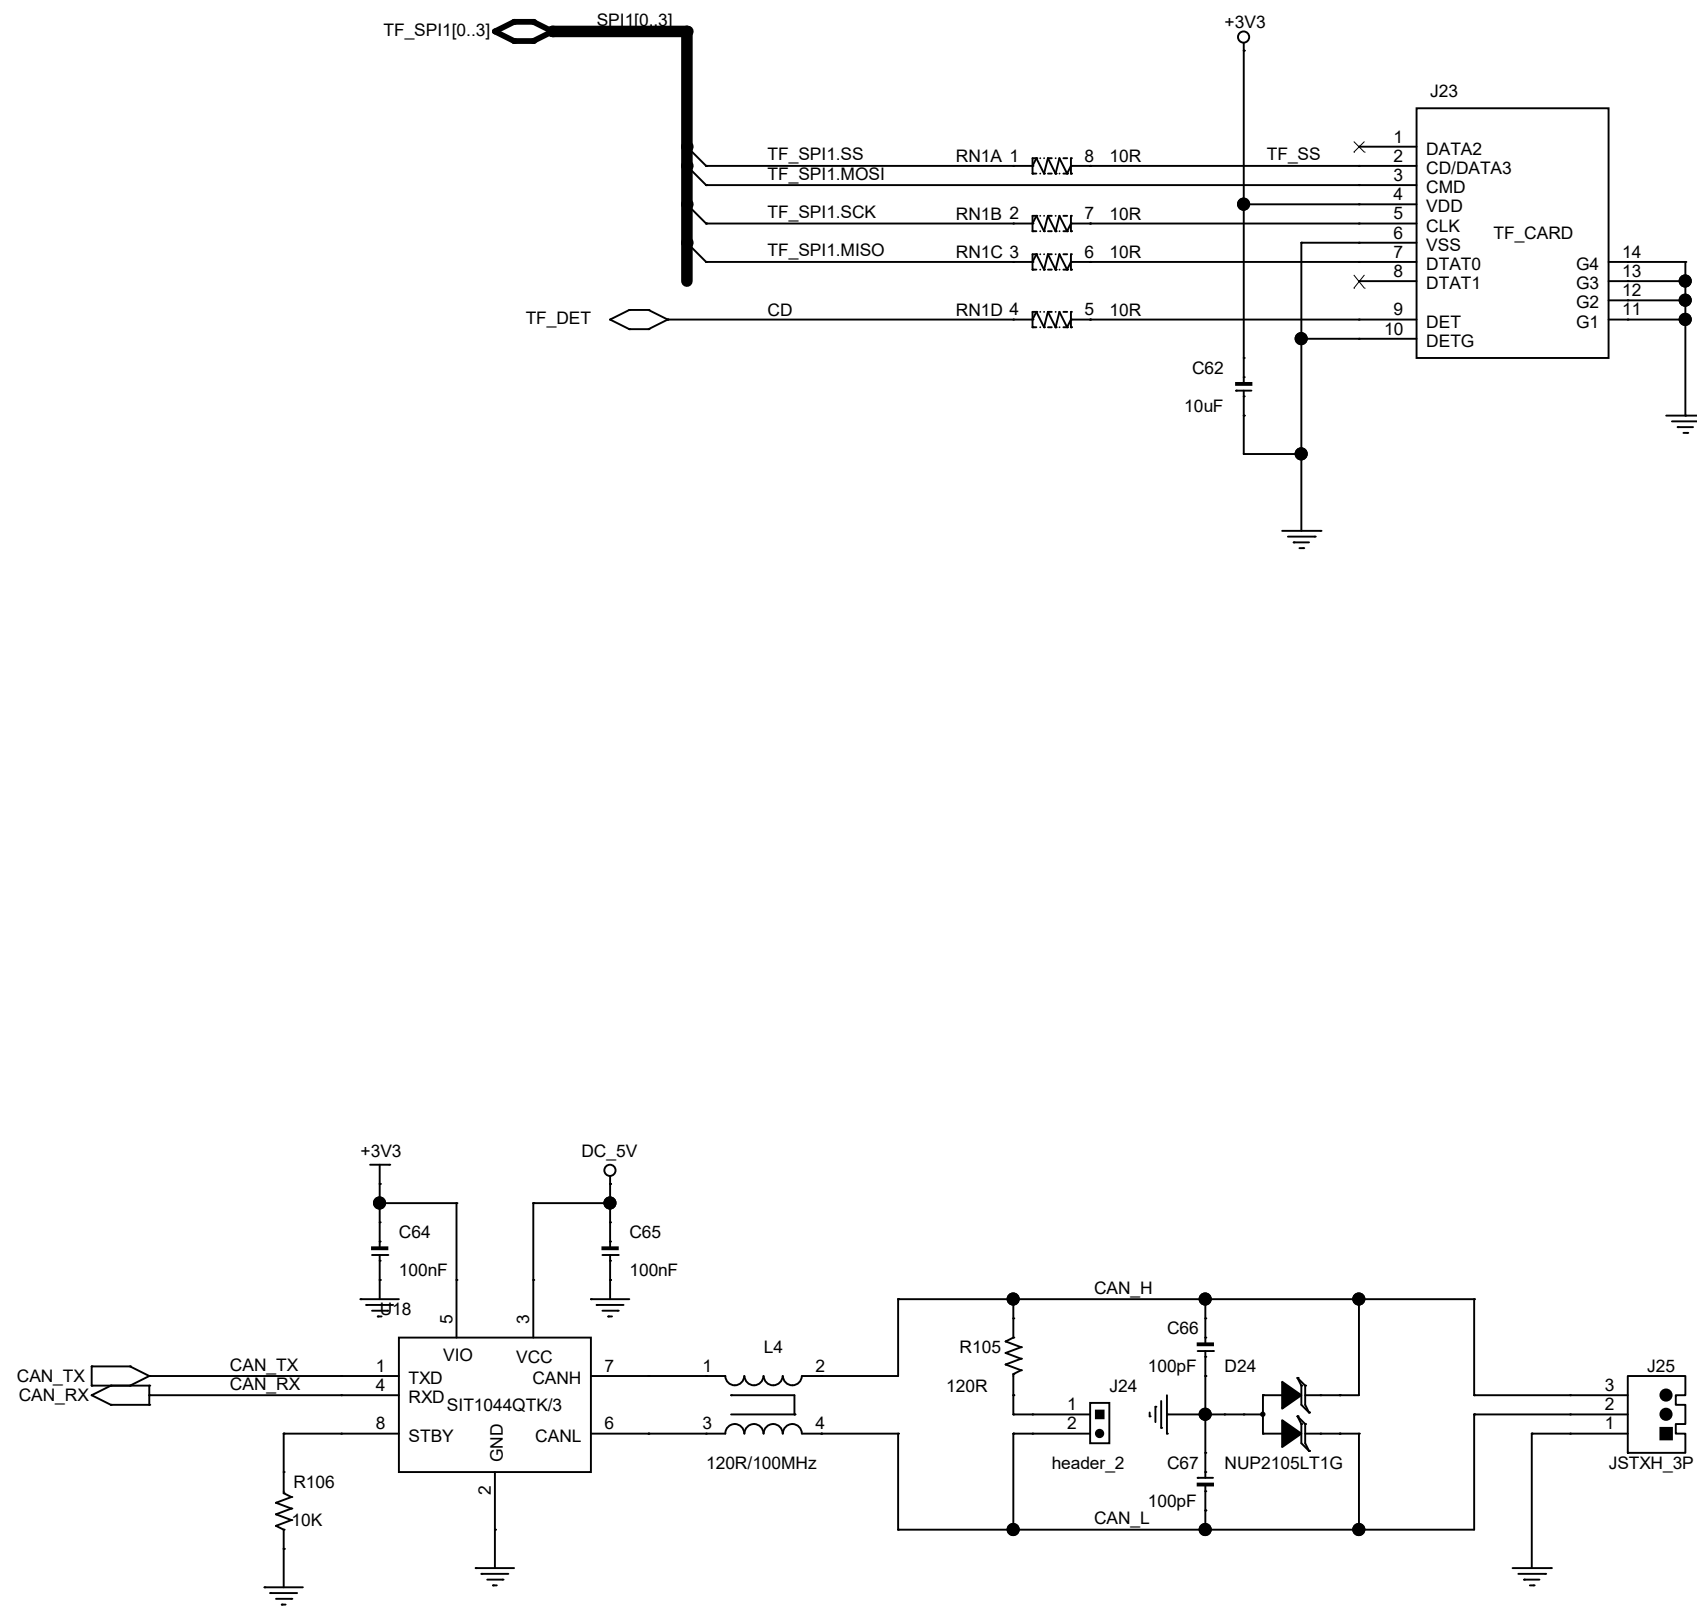 TF_SPI1[0..3]
SPI1[0..3]
+3V3
J23
TF_SPI1.SS RN1A 1 8 10R TF_SS
TF_SPI1.MOSI
TF_SPI1.SCK RN1B 2 7 10R
TF_SPI1.MISO RN1C 3 6 10R
TF_DET CD RN1D 4 5 10R
1 DATA2
2 CD/DATA3
3 CMD
4 VDD
5 CLK
6 VSS
7 DTAT0
8 DTAT1
9 DET
10 DETG
TF_CARD
G4 14
G3 13
G2 12
G1 11
C62
10uF
+3V3
DC_5V
C64
100nF
C65
100nF
U18
5
3
CAN_TX CAN_TX 1 TXD
CAN_RX CAN_RX 4 RXD
8 STBY
VIO
VCC
SIT1044QTK/3
GND
2
CANH 7
CANL 6
R106
10K
L4
1 2
3 4
120R/100MHz
CAN_H
R105
120R
J24
1
2
header_2
C66
100pF
C67
100pF
D24
NUP2105LT1G
CAN_L
J25
3
2
1
JSTXH_3P